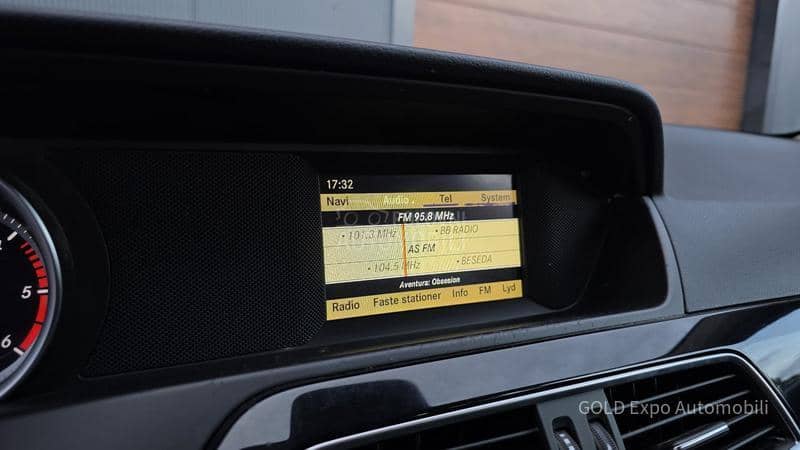 17:32
Navi Audio Tel System
FM 95.8 MHz
• 101.3 MHz • BB RADIO
AS FM
• 104.5 MHz • BESEDA
Aventura: Obsesion
Radio Faste stationer Info FM Lyd
5
6
GOLD Expo Automobili